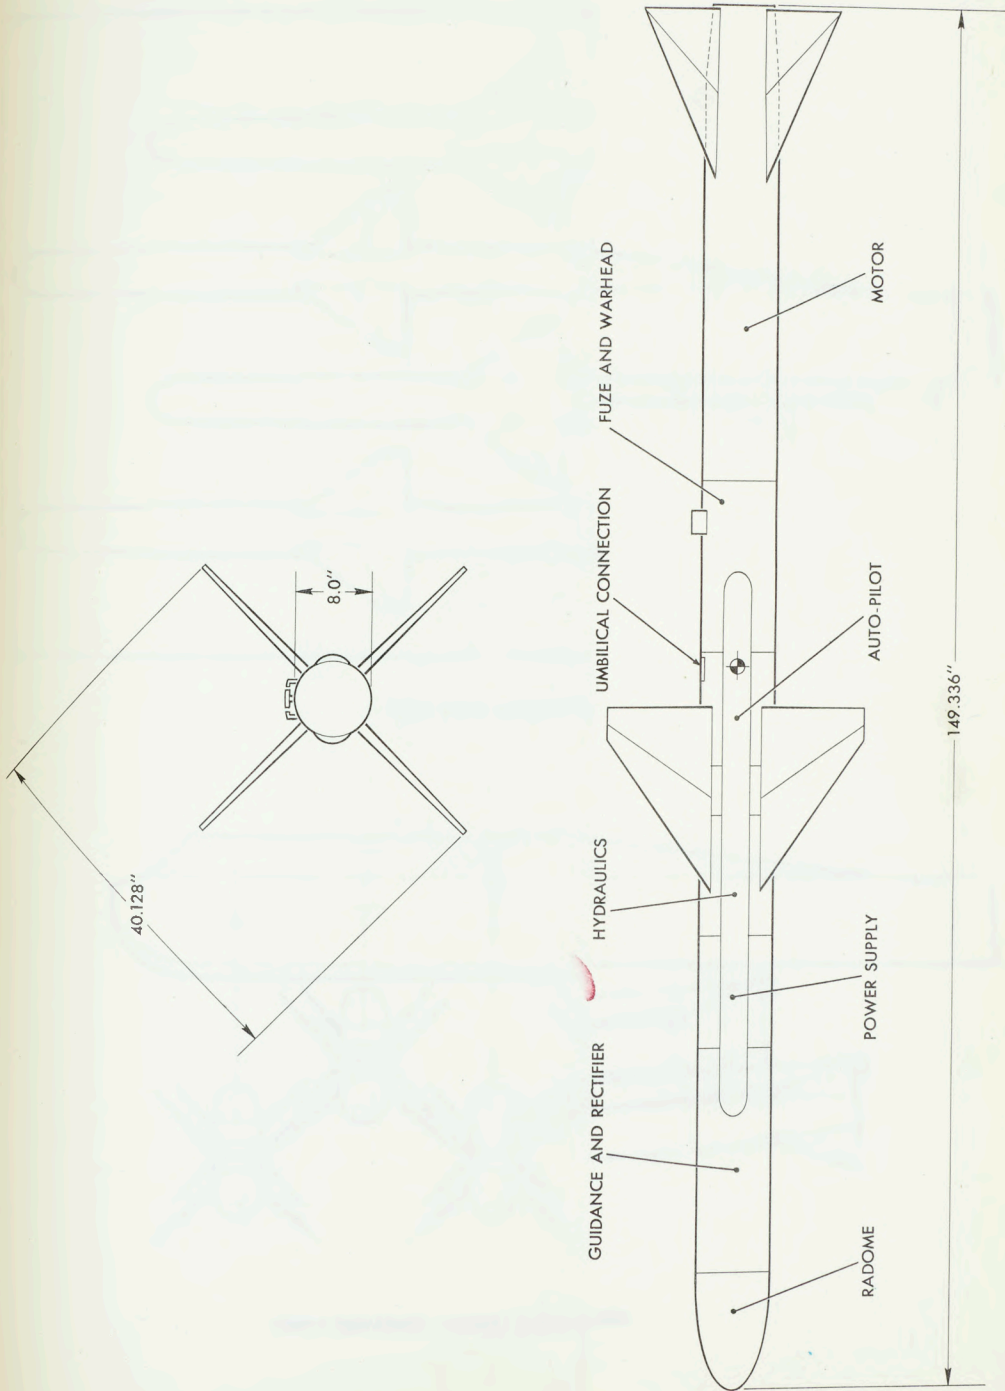 40.128"
8.0"
GUIDANCE AND RECTIFIER
HYDRAULICS
UMBILICAL CONNECTION
FUZE AND WARHEAD
RADOME
POWER SUPPLY
AUTO-PILOT
MOTOR
149.336"